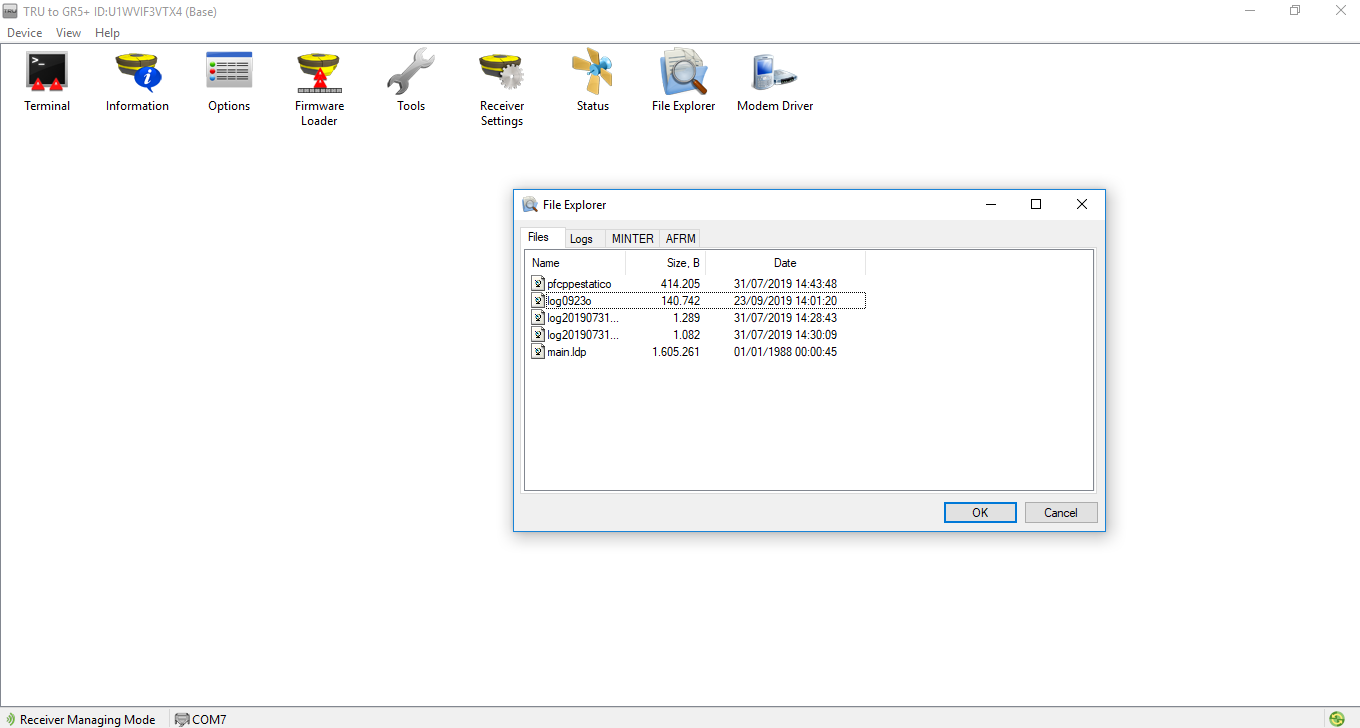 TRU to GR5+ ID:U1WVIF3VTX4 (Base)
Device View Help
Terminal Information Options Firmware Loader Tools Receiver Settings Status File Explorer Modem Driver
File Explorer
Files Logs MINTER AFRM
Name Size, B Date
pfcppestatico 414.205 31/07/2019 14:43:48
log0923o 140.742 23/09/2019 14:01:20
log20190731... 1.289 31/07/2019 14:28:43
log20190731... 1.082 31/07/2019 14:30:09
main.ldp 1.605.261 01/01/1988 00:00:45
OK Cancel
Receiver Managing Mode COM7